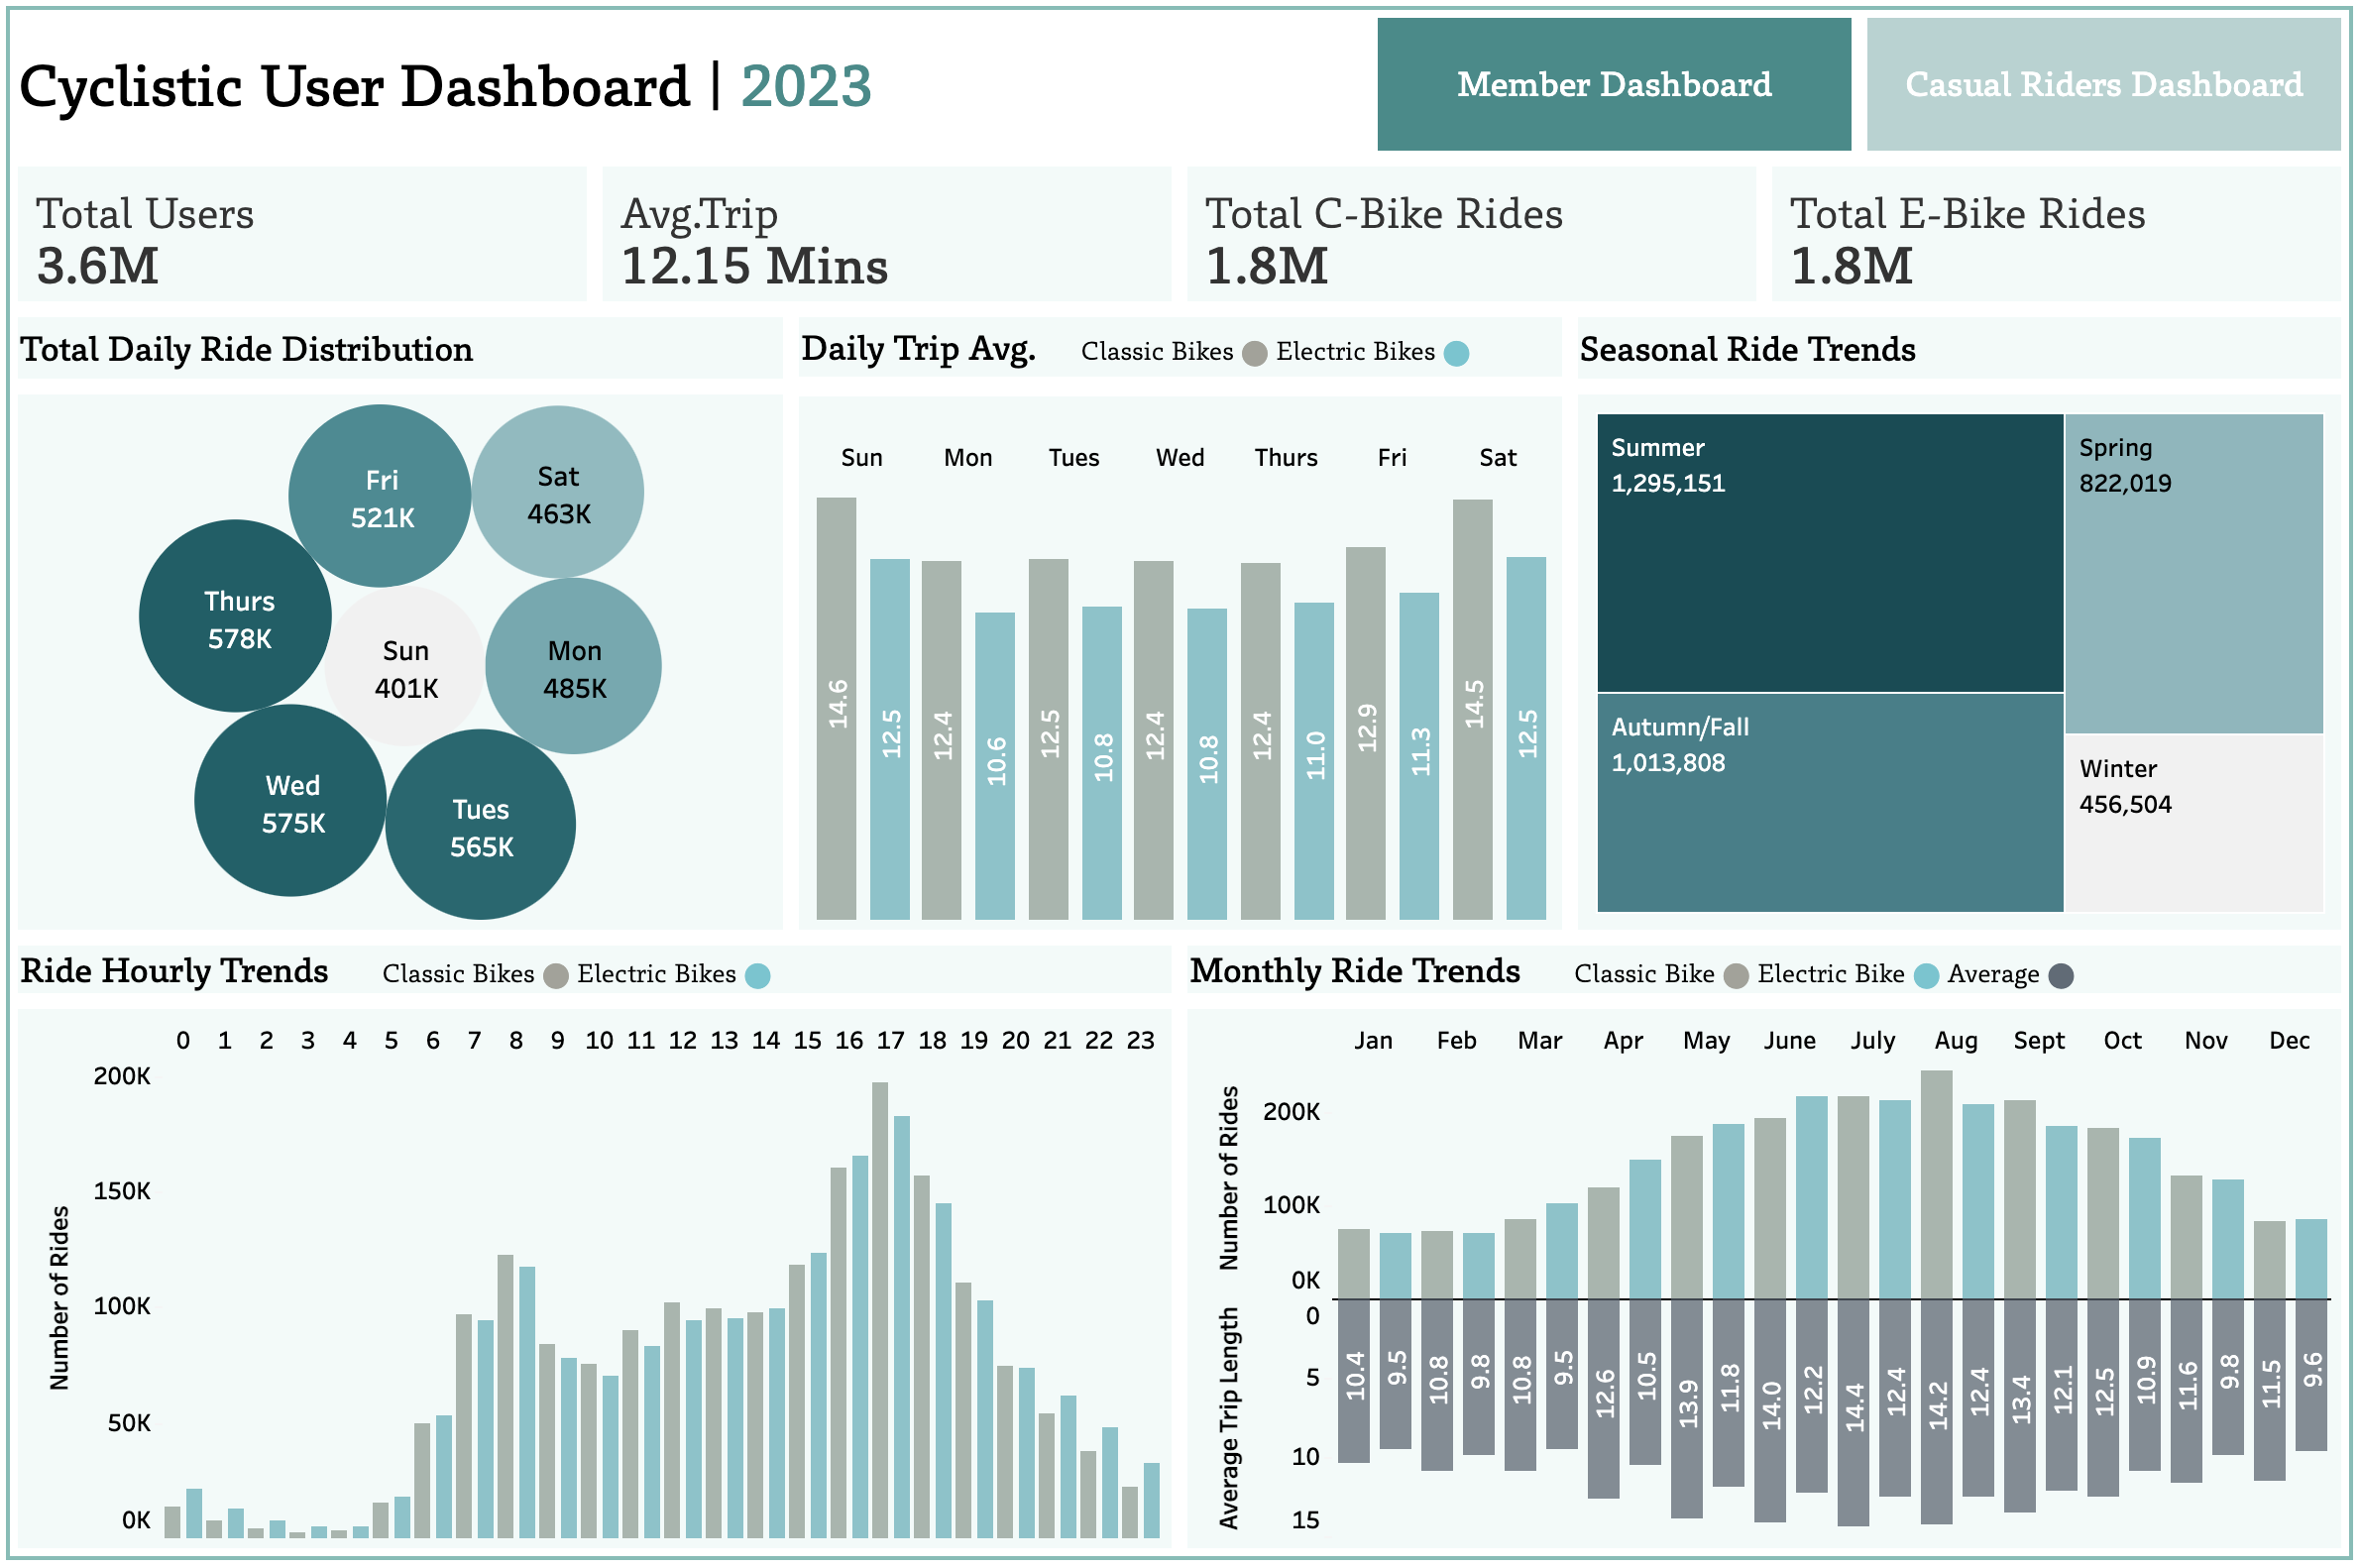 Cyclistic User Dashboard | 2023
Member Dashboard
Casual Riders Dashboard
Total Users
3.6M
Avg.Trip
12.15 Mins
Total C-Bike Rides
1.8M
Total E-Bike Rides
1.8M
Total Daily Ride Distribution
Fri
521K
Sat
463K
Thurs
578K
Sun
401K
Mon
485K
Wed
575K
Tues
565K
Daily Trip Avg. Classic Bikes Electric Bikes
Sun Mon Tues Wed Thurs Fri Sat
14.6 12.5 12.4 10.6 12.5 10.8 12.4 10.8 12.4 11.0 12.9 11.3 14.5 12.5
Seasonal Ride Trends
Summer
1,295,151
Spring
822,019
Autumn/Fall
1,013,808
Winter
456,504
Ride Hourly Trends Classic Bikes Electric Bikes
0 1 2 3 4 5 6 7 8 9 10 11 12 13 14 15 16 17 18 19 20 21 22 23
Number of Rides
200K
150K
100K
50K
0K
Monthly Ride Trends Classic Bike Electric Bike Average
Jan Feb Mar Apr May June July Aug Sept Oct Nov Dec
Number of Rides
200K
100K
0K
Average Trip Length
0
5
10
15
10.4 9.5 10.8 9.8 10.8 9.5 12.6 10.5 13.9 11.8 14.0 12.2 14.4 12.4 14.2 12.4 13.4 12.1 12.5 10.9 11.6 9.8 11.5 9.6